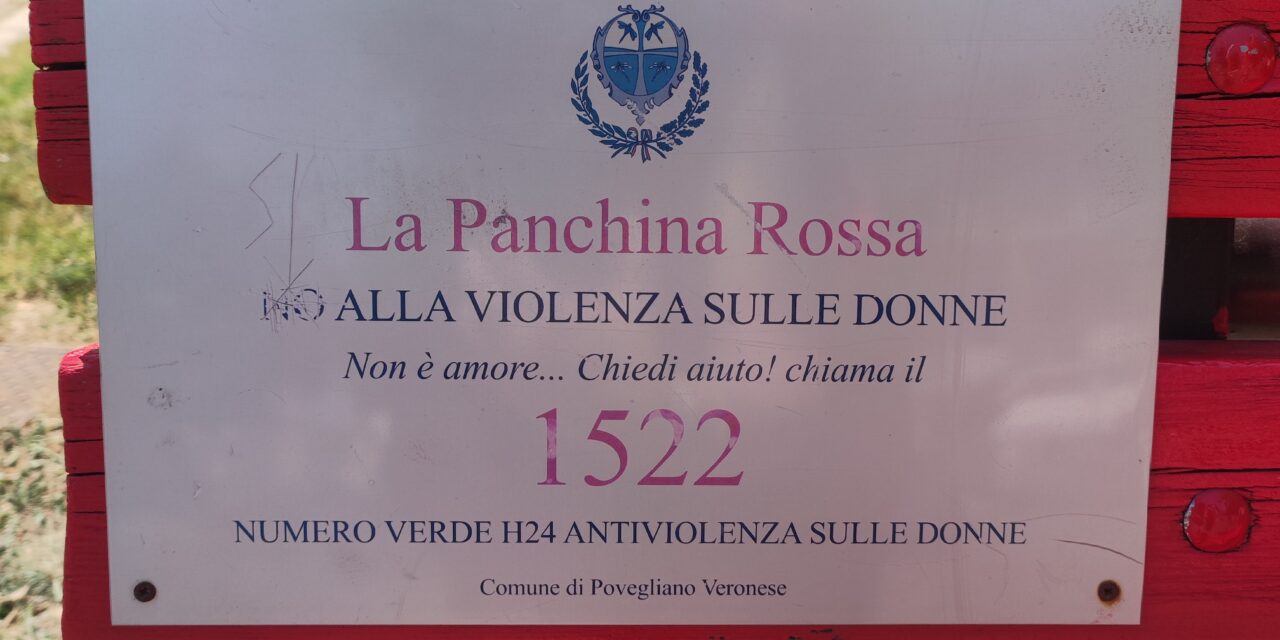 SI
La Panchina Rossa
NO ALLA VIOLENZA SULLE DONNE
Non è amore... Chiedi aiuto! chiama il
1522
NUMERO VERDE H24 ANTIVIOLENZA SULLE DONNE
Comune di Povegliano Veronese